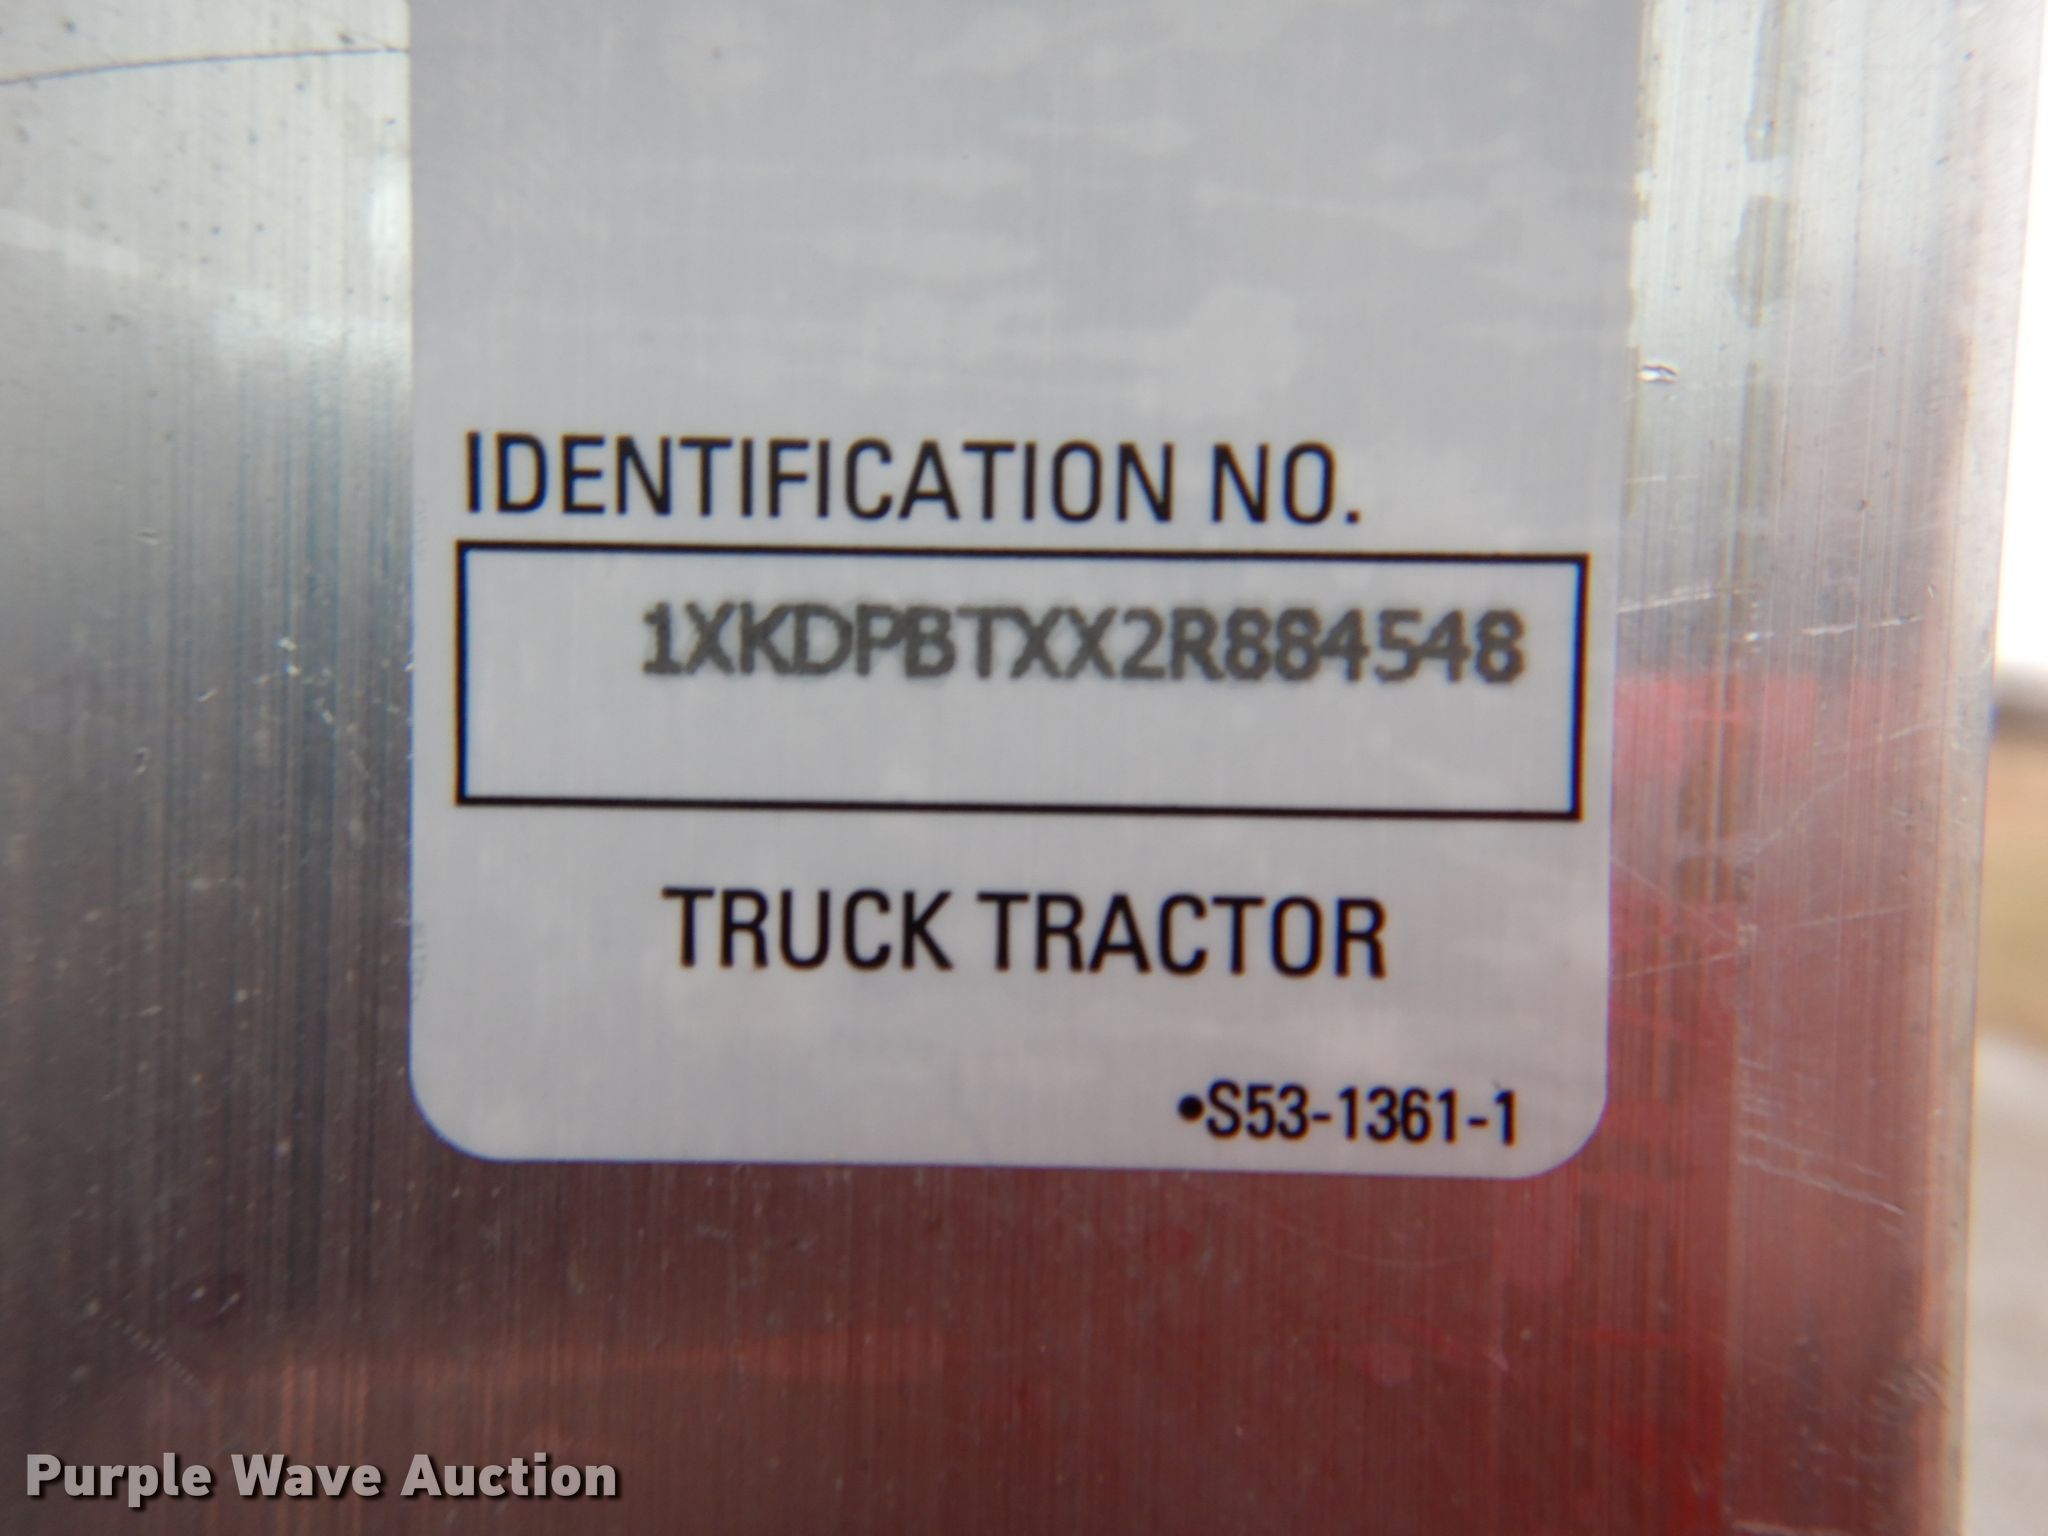 IDENTIFICATION NO.
1XKDPBTXX2R884548
TRUCK TRACTOR
•S53-1361-1
Purple Wave Auction